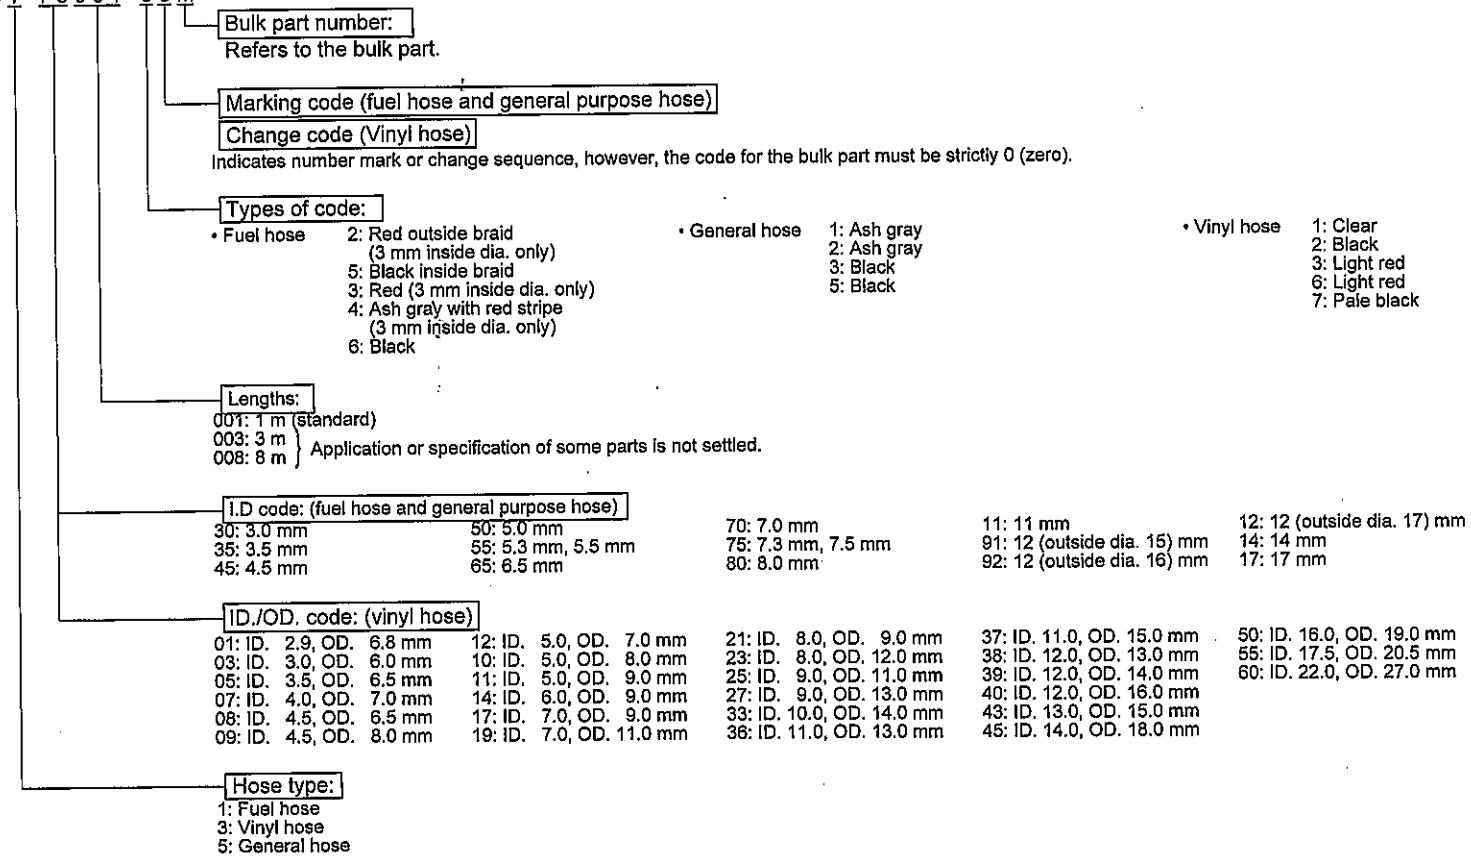 Bulk part number:
Refers to the bulk part.
Marking code (fuel hose and general purpose hose)
Change code (Vinyl hose)
Indicates number mark or change sequence, however, the code for the bulk part must be strictly 0 (zero).
Types of code:
• Fuel hose 2: Red outside braid
(3 mm inside dia. only)
5: Black inside braid
3: Red (3 mm inside dia. only)
4: Ash gray with red stripe
(3 mm inside dia. only)
6: Black
• General hose 1: Ash gray
2: Ash gray
3: Black
5: Black
• Vinyl hose 1: Clear
2: Black
3: Light red
6: Light red
7: Pale black
Lengths:
001: 1 m (standard)
003: 3 m
008: 8 m
Application or specification of some parts is not settled.
I.D code: (fuel hose and general purpose hose)
30: 3.0 mm 50: 5.0 mm 70: 7.0 mm 11: 11 mm 12: 12 (outside dia. 17) mm
35: 3.5 mm 55: 5.3 mm, 5.5 mm 75: 7.3 mm, 7.5 mm 91: 12 (outside dia. 15) mm 14: 14 mm
45: 4.5 mm 65: 6.5 mm 80: 8.0 mm 92: 12 (outside dia. 16) mm 17: 17 mm
ID./OD. code: (vinyl hose)
01: ID. 2.9, OD. 6.8 mm 12: ID. 5.0, OD. 7.0 mm 21: ID. 8.0, OD. 9.0 mm 37: ID. 11.0, OD. 15.0 mm 50: ID. 16.0, OD. 19.0 mm
03: ID. 3.0, OD. 6.0 mm 10: ID. 5.0, OD. 8.0 mm 23: ID. 8.0, OD. 12.0 mm 38: ID. 12.0, OD. 13.0 mm 55: ID. 17.5, OD. 20.5 mm
05: ID. 3.5, OD. 6.5 mm 11: ID. 5.0, OD. 9.0 mm 25: ID. 9.0, OD. 11.0 mm 39: ID. 12.0, OD. 14.0 mm 60: ID. 22.0, OD. 27.0 mm
07: ID. 4.0, OD. 7.0 mm 14: ID. 6.0, OD. 9.0 mm 27: ID. 9.0, OD. 13.0 mm 40: ID. 12.0, OD. 16.0 mm
08: ID. 4.5, OD. 6.5 mm 17: ID. 7.0, OD. 9.0 mm 33: ID. 10.0, OD. 14.0 mm 43: ID. 13.0, OD. 15.0 mm
09: ID. 4.5, OD. 8.0 mm 19: ID. 7.0, OD. 11.0 mm 36: ID. 11.0, OD. 13.0 mm 45: ID. 14.0, OD. 18.0 mm
Hose type:
1: Fuel hose
3: Vinyl hose
5: General hose